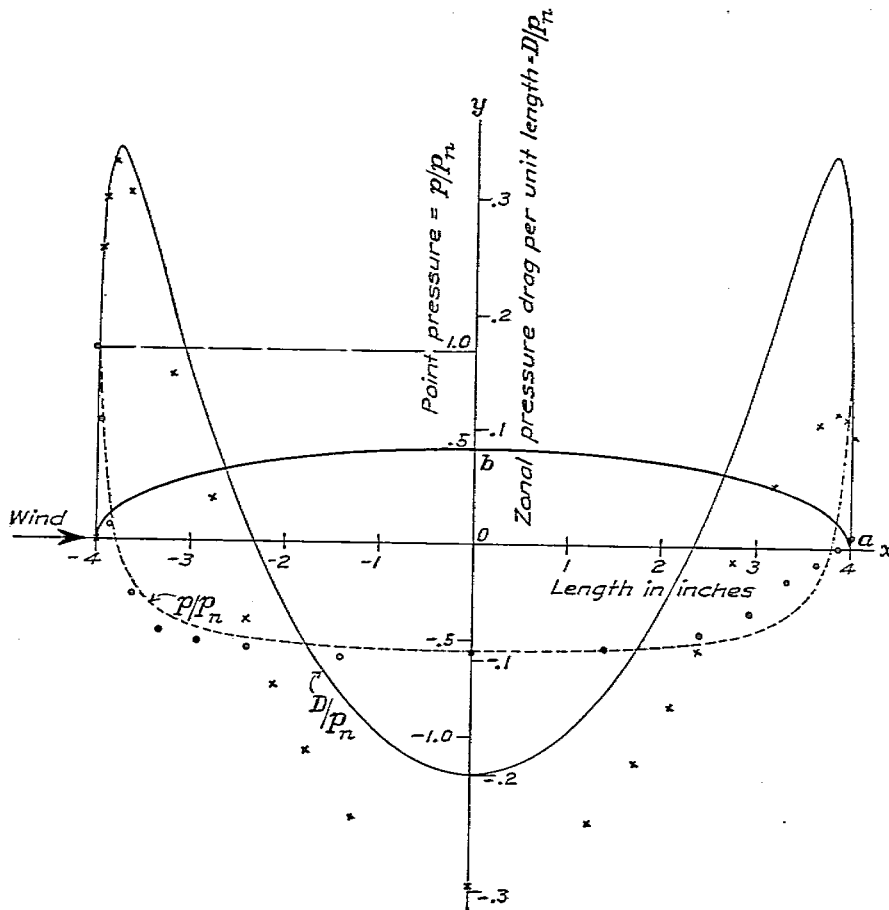 Point pressure = p/pn
Zonal pressure drag per unit length = D/pn
y
.3
.2
1.0
.1
.5
b
Wind
0
a
x
-4
-3
-2
-1
1
2
3
4
Length in inches
p/pn
-.5
-.1
D/pn
-1.0
-.2
-.3